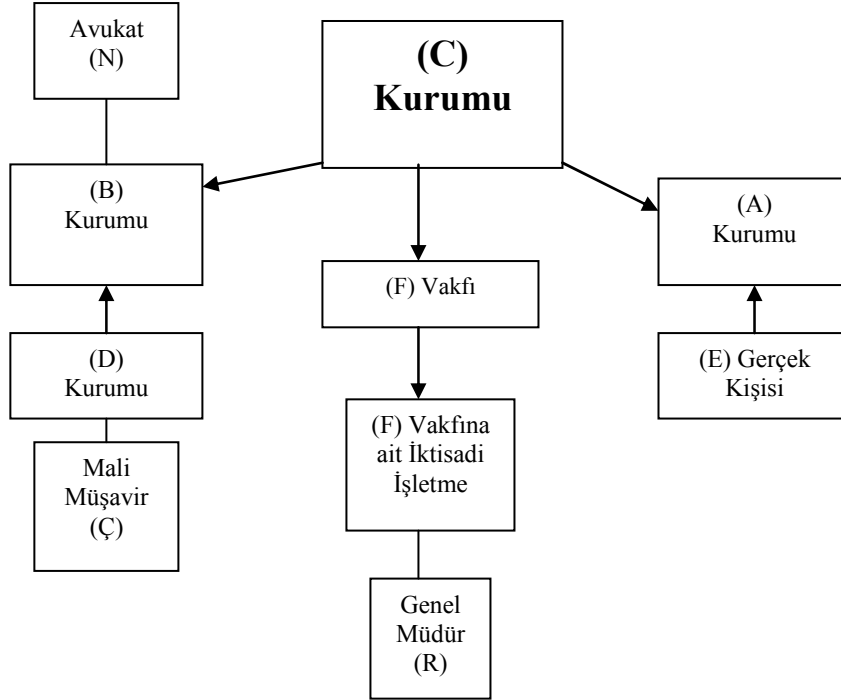 Avukat
(N)
(C)
Kurumu
(B)
Kurumu
(A)
Kurumu
(F) Vakfı
(D)
Kurumu
(E) Gerçek
Kişisi
(F) Vakfına
ait İktisadi
İşletme
Mali
Müşavir
(Ç)
Genel
Müdür
(R)